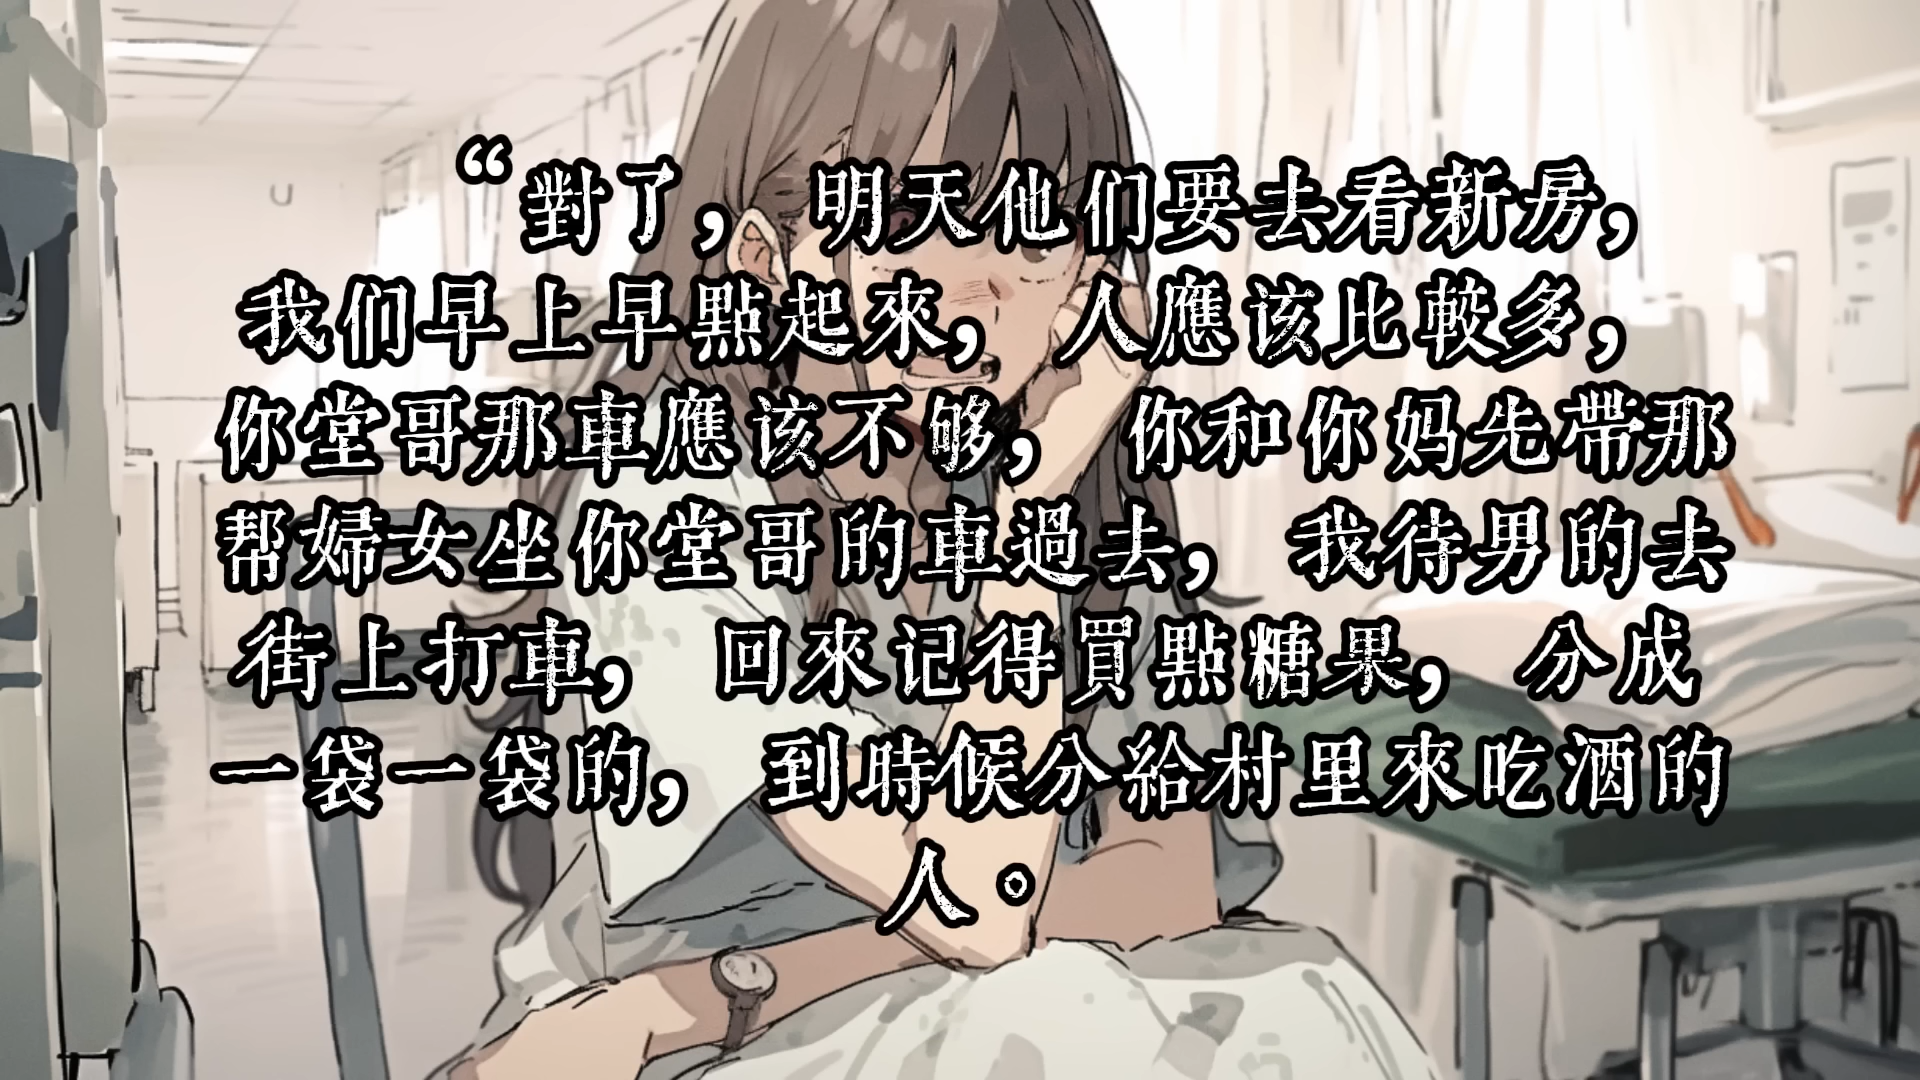 “對了， 明天他们要去看新房，
我们早上早點起來，人應该比較多，
你堂哥那車應该不够， 你和你妈先帶那
帮婦女坐你堂哥的車過去， 我待男的去
街上打車， 回來记得買點糖果， 分成
一袋一袋的， 到時候分給村里來吃酒的
人。